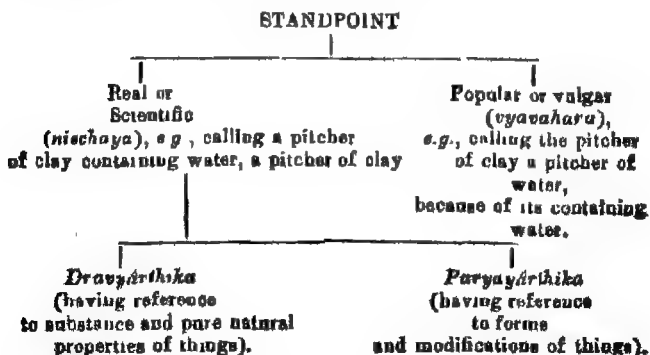 STANDPOINT
Real or
Scientific
(nischaya), e g , calling a pitcher
of clay containing water, a pitcher of clay
Popular or vulgar
(vyavahara),
e.g., calling the pitcher
of clay a pitcher of
water,
because of its containing
water.
Dravyárthika
(having reference
to substance and pure natural
properties of things).
Paryayárthika
(having reference
to forms
and modifications of things).